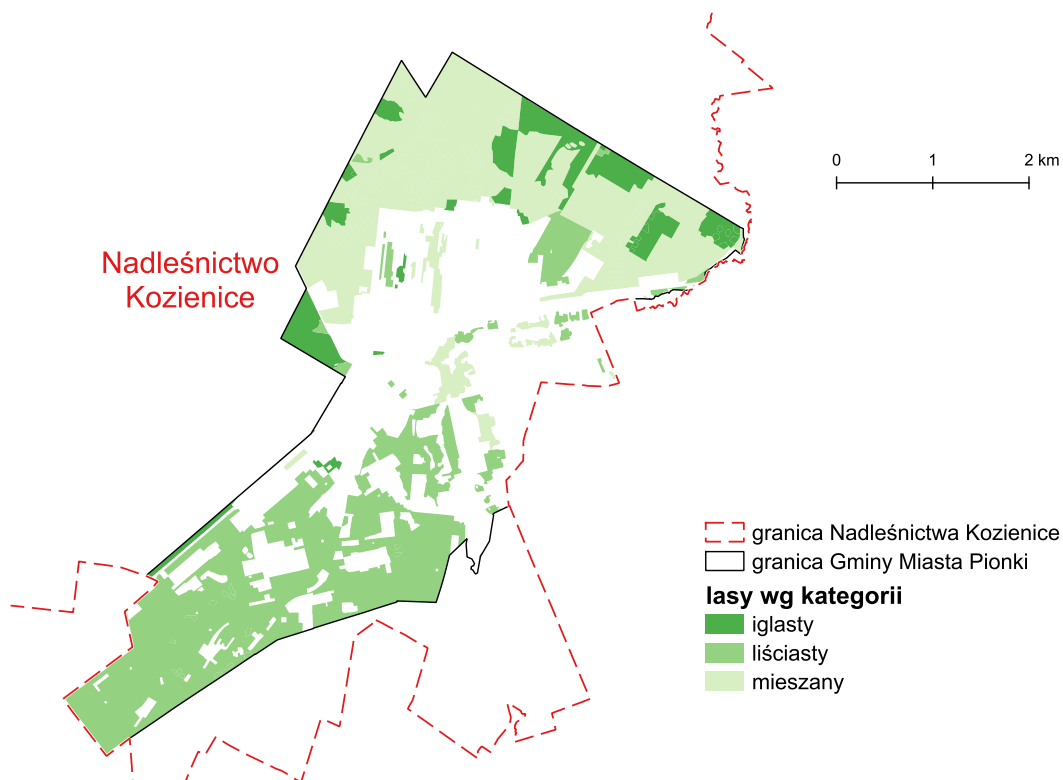 0 1 2 km
Nadleśnictwo
Kozienice
granica Nadleśnictwa Kozienice
granica Gminy Miasta Pionki
lasy wg kategorii
iglasty
liściasty
mieszany